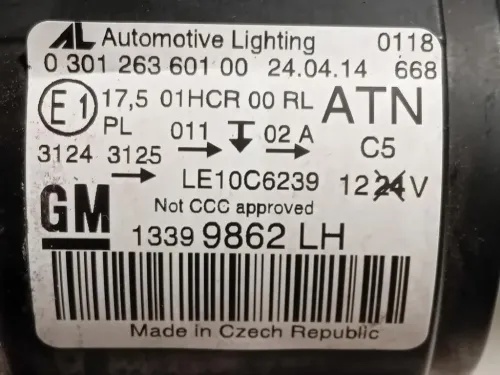 AL Automotive Lighting 0118
0 301 263 601 00 24.04.14 668
E1 17,5 01HCR 00 RL ATN
PL 011 02 A C5
3124 3125
LE10C6239 12 24 V
GM Not CCC approved
1339 9862 LH
Made in Czech Republic